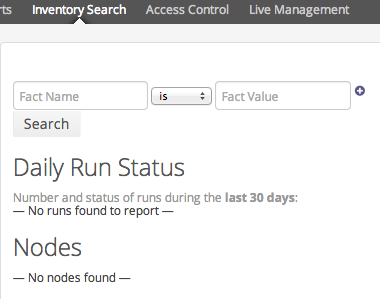 rts Inventory Search Access Control Live Management
Fact Name is Fact Value
Search
Daily Run Status
Number and status of runs during the last 30 days:
— No runs found to report —
Nodes
— No nodes found —